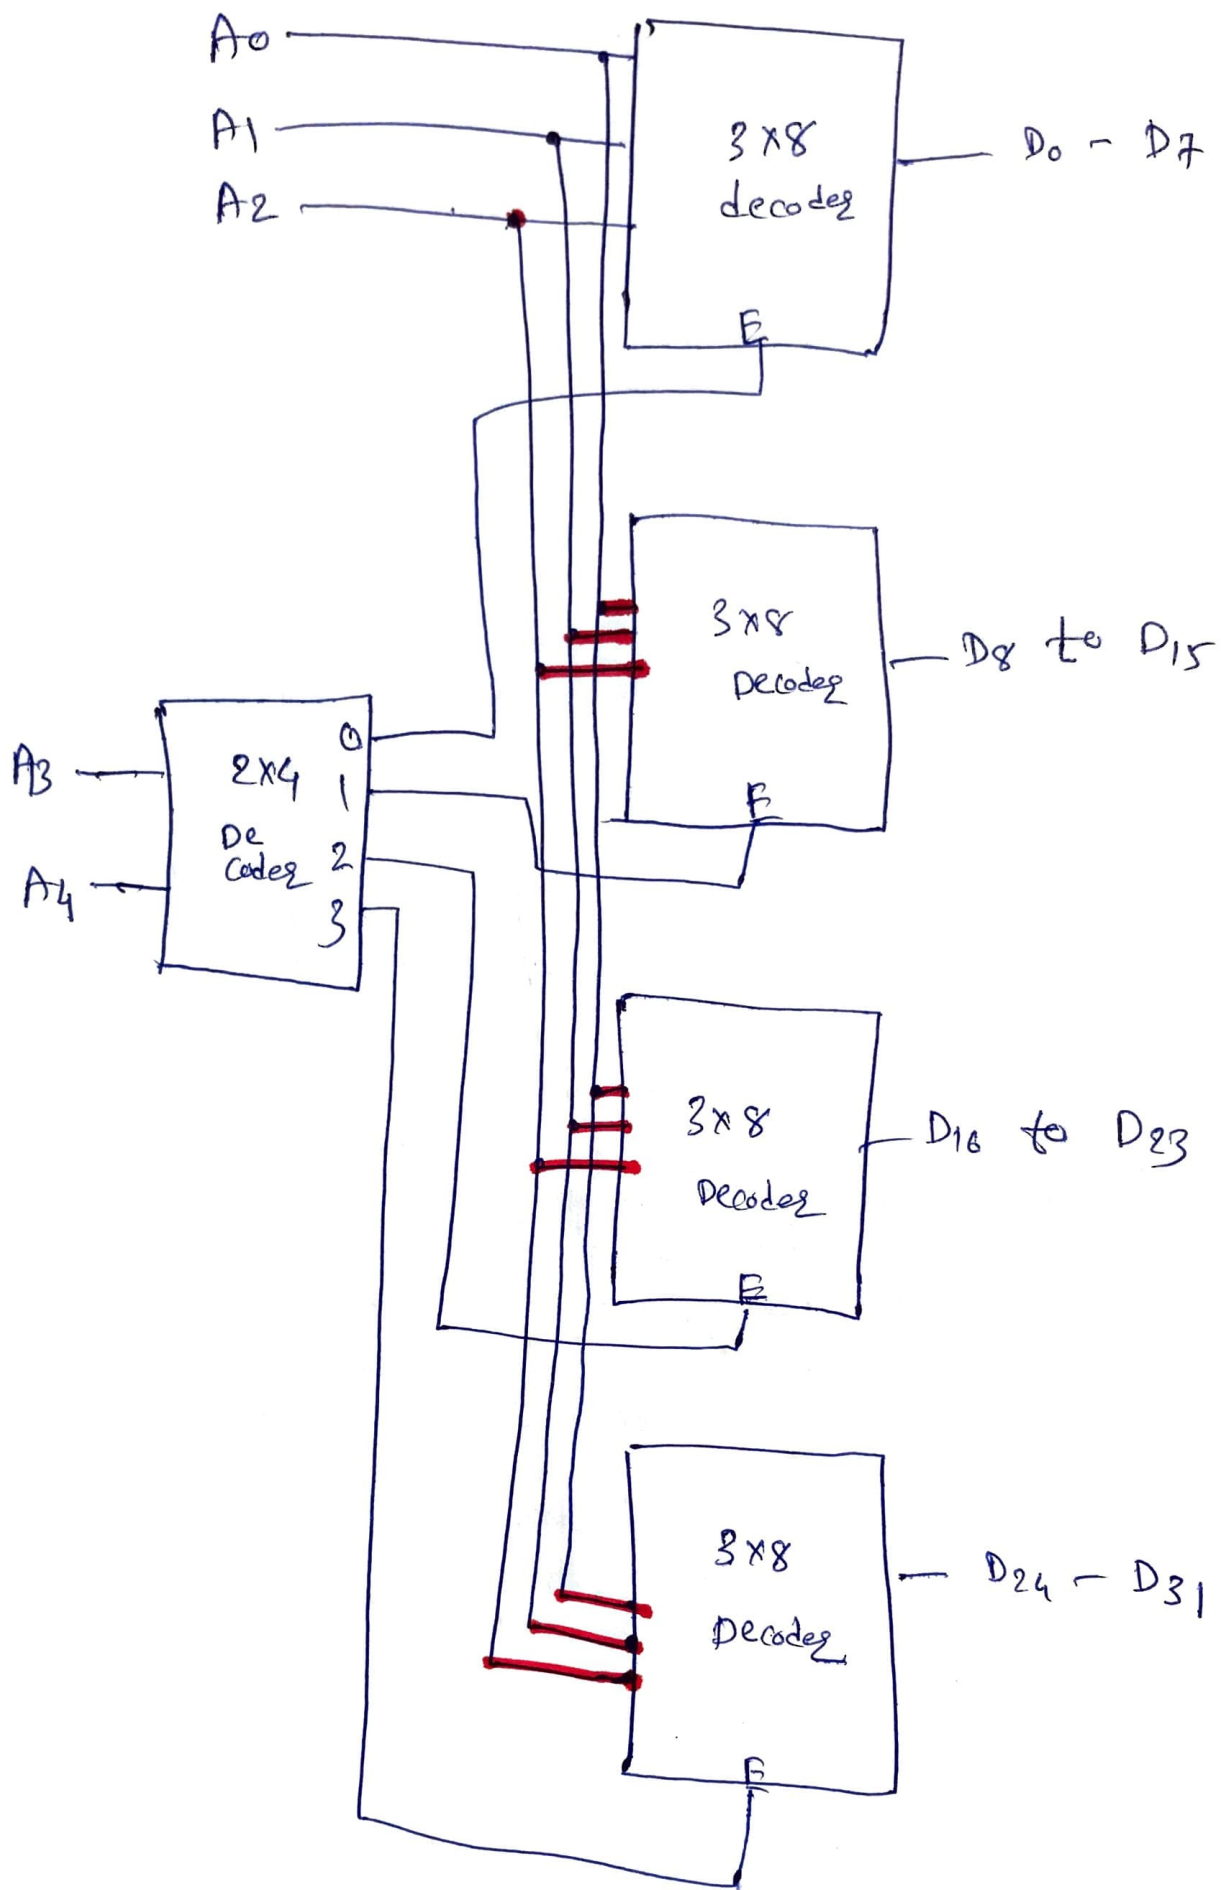 A0
A1
A2
3x8
decoder
E
D0 - D7
3x8
Decoder
E
D8 to D15
A3
A4
2x4
De
Coder
0
1
2
3
3x8
Decoder
E
D16 to D23
3x8
Decoder
E
D24 - D31